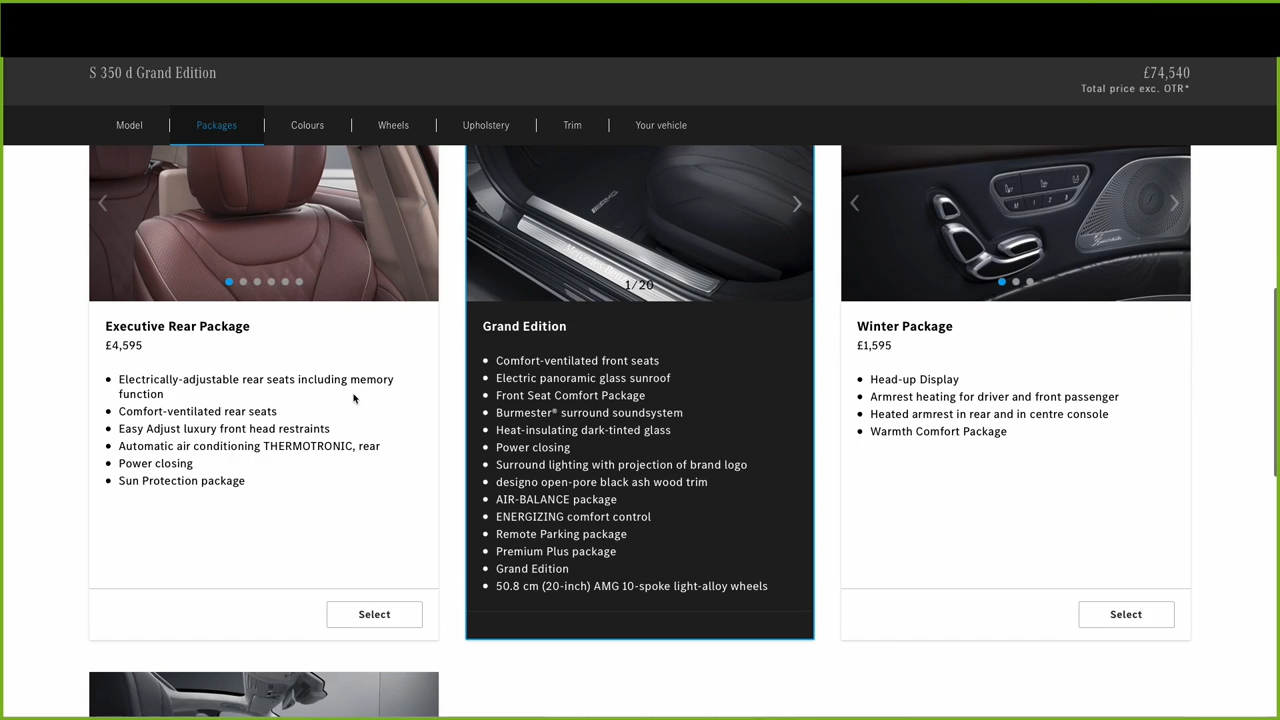 S 350 d Grand Edition
£74,540
Total price exc. OTR*
Model
Packages
Colours
Wheels
Upholstery
Trim
Your vehicle
1/20
Executive Rear Package
£4,595
Electrically-adjustable rear seats including memory
function
Comfort-ventilated rear seats
Easy Adjust luxury front head restraints
Automatic air conditioning THERMOTRONIC, rear
Power closing
Sun Protection package
Select
Grand Edition
Comfort-ventilated front seats
Electric panoramic glass sunroof
Front Seat Comfort Package
Burmester® surround soundsystem
Heat-insulating dark-tinted glass
Power closing
Surround lighting with projection of brand logo
designo open-pore black ash wood trim
AIR-BALANCE package
ENERGIZING comfort control
Remote Parking package
Premium Plus package
Grand Edition
50.8 cm (20-inch) AMG 10-spoke light-alloy wheels
Winter Package
£1,595
Head-up Display
Armrest heating for driver and front passenger
Heated armrest in rear and in centre console
Warmth Comfort Package
Select